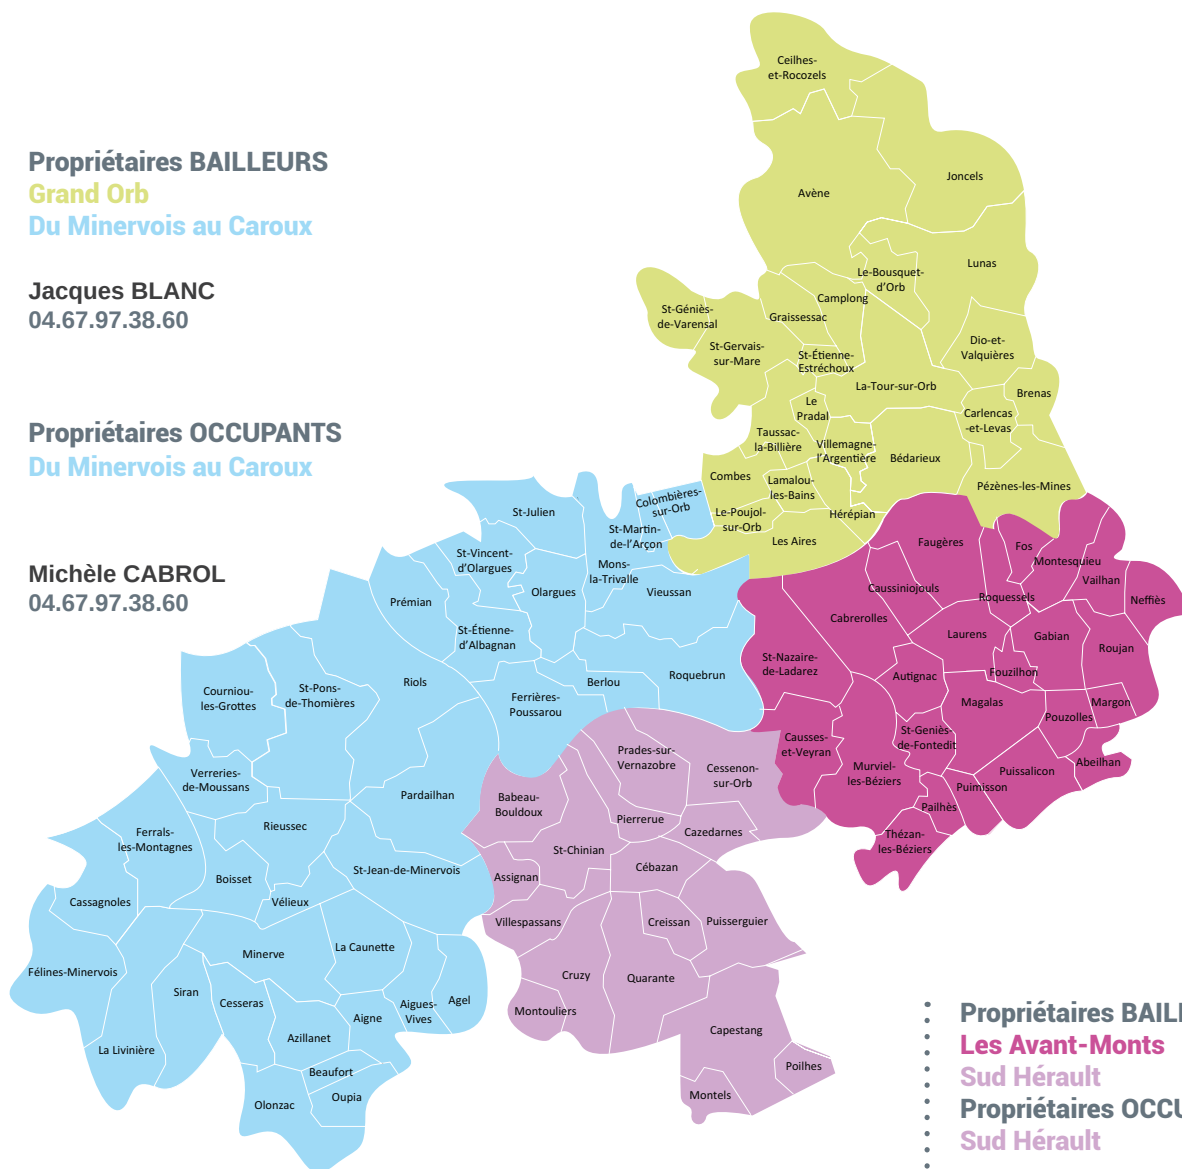 Propriétaires BAILLEURS
Grand Orb
Du Minervois au Caroux
Jacques BLANC
04.67.97.38.60
Propriétaires OCCUPANTS
Du Minervois au Caroux
Michèle CABROL
04.67.97.38.60
Ceilhes-
et-Rocozels
Avène
Joncels
Lunas
Le-Bousquet-
d'Orb
Camplong
Graissessac
St-Géniès-
de-Varensal
St-Gervais-
sur-Mare
St-Étienne-
Estréchoux
Dio-et-
Valquières
La-Tour-sur-Orb
Brenas
Le
Pradal
Carlencas
-et-Levas
Taussac-
la-Billière
Villemagne-
l'Argentière
Bédarieux
Combes
Lamalou-
les-Bains
Pézènes-les-Mines
Le-Poujol-
sur-Orb
Hérépian
Les Aires
Colombières-
sur-Orb
St-Julien
St-Martin-
de-l'Arçon
St-Vincent-
d'Olargues
Mons-
la-Trivalle
Olargues
Vieussan
Prémian
St-Étienne-
d'Albagnan
Roquebrun
Berlou
Ferrières-
Poussarou
Riols
St-Pons-
de-Thomières
Courniou-
les-Grottes
Verreries-
de-Moussans
Pardailhan
Rieussec
Ferrals-
les-Montagnes
Boisset
St-Jean-de-Minervois
Vélieux
Cassagnoles
Minerve
La Caunette
Félines-Minervois
Siran
Cesseras
Aigues-
Vives
Agel
Aigne
Azillanet
La Livinière
Beaufort
Oupia
Olonzac
Faugères
Fos
Montesquieu
Vailhan
Neffiès
Caussiniojouls
Roquessels
Cabrerolles
Laurens
Gabian
Roujan
St-Nazaire-
de-Ladarez
Autignac
Fouzilhon
Magalas
Margon
Pouzolles
Causses-
et-Veyran
St-Geniès-
de-Fontedit
Murviel-
les-Béziers
Puissalicon
Abeilhan
Puimisson
Pailhès
Thézan-
les-Béziers
Prades-sur-
Vernazobre
Cessenon-
sur-Orb
Babeau-
Bouldoux
Pierrerue
Cazedarnes
St-Chinian
Cébazan
Assignan
Villespassans
Creissan
Puisserguier
Cruzy
Quarante
Montouliers
Capestang
Poilhes
Montels
Propriétaires BAILL
Les Avant-Monts
Sud Hérault
Propriétaires OCCU
Sud Hérault